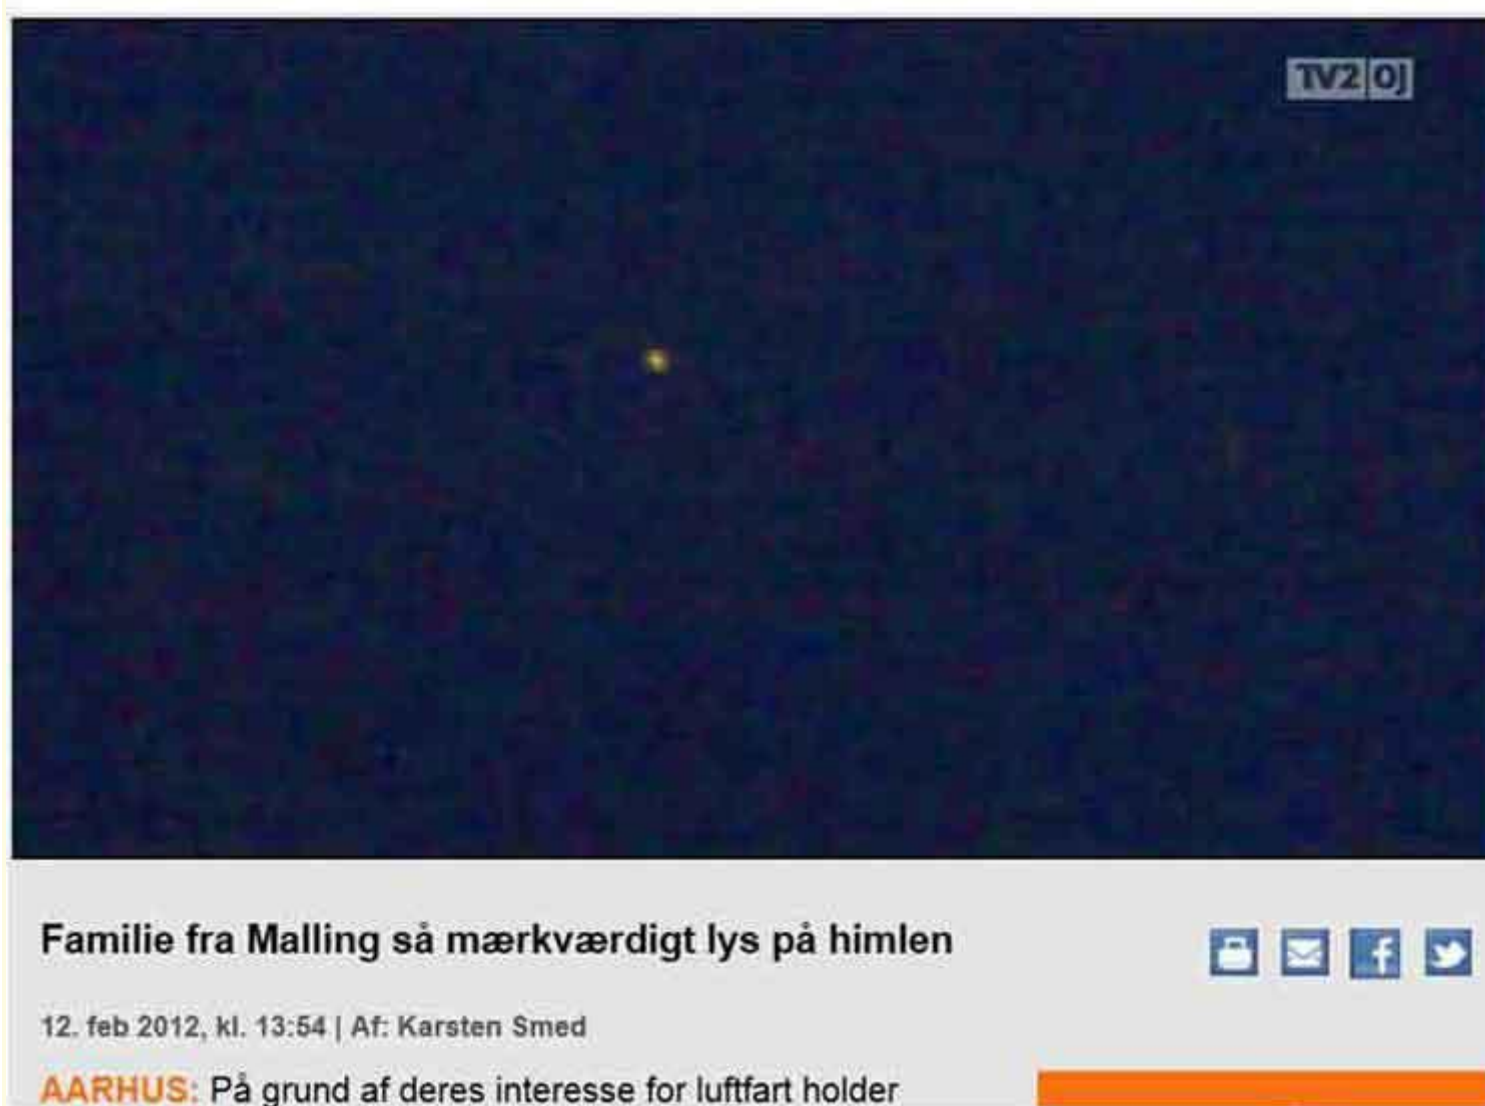 TV2 OJ
Familie fra Malling så mærkværdigt lys på himlen
12. feb 2012, kl. 13:54 | Af: Karsten Smed
AARHUS: På grund af deres interesse for luftfart holder